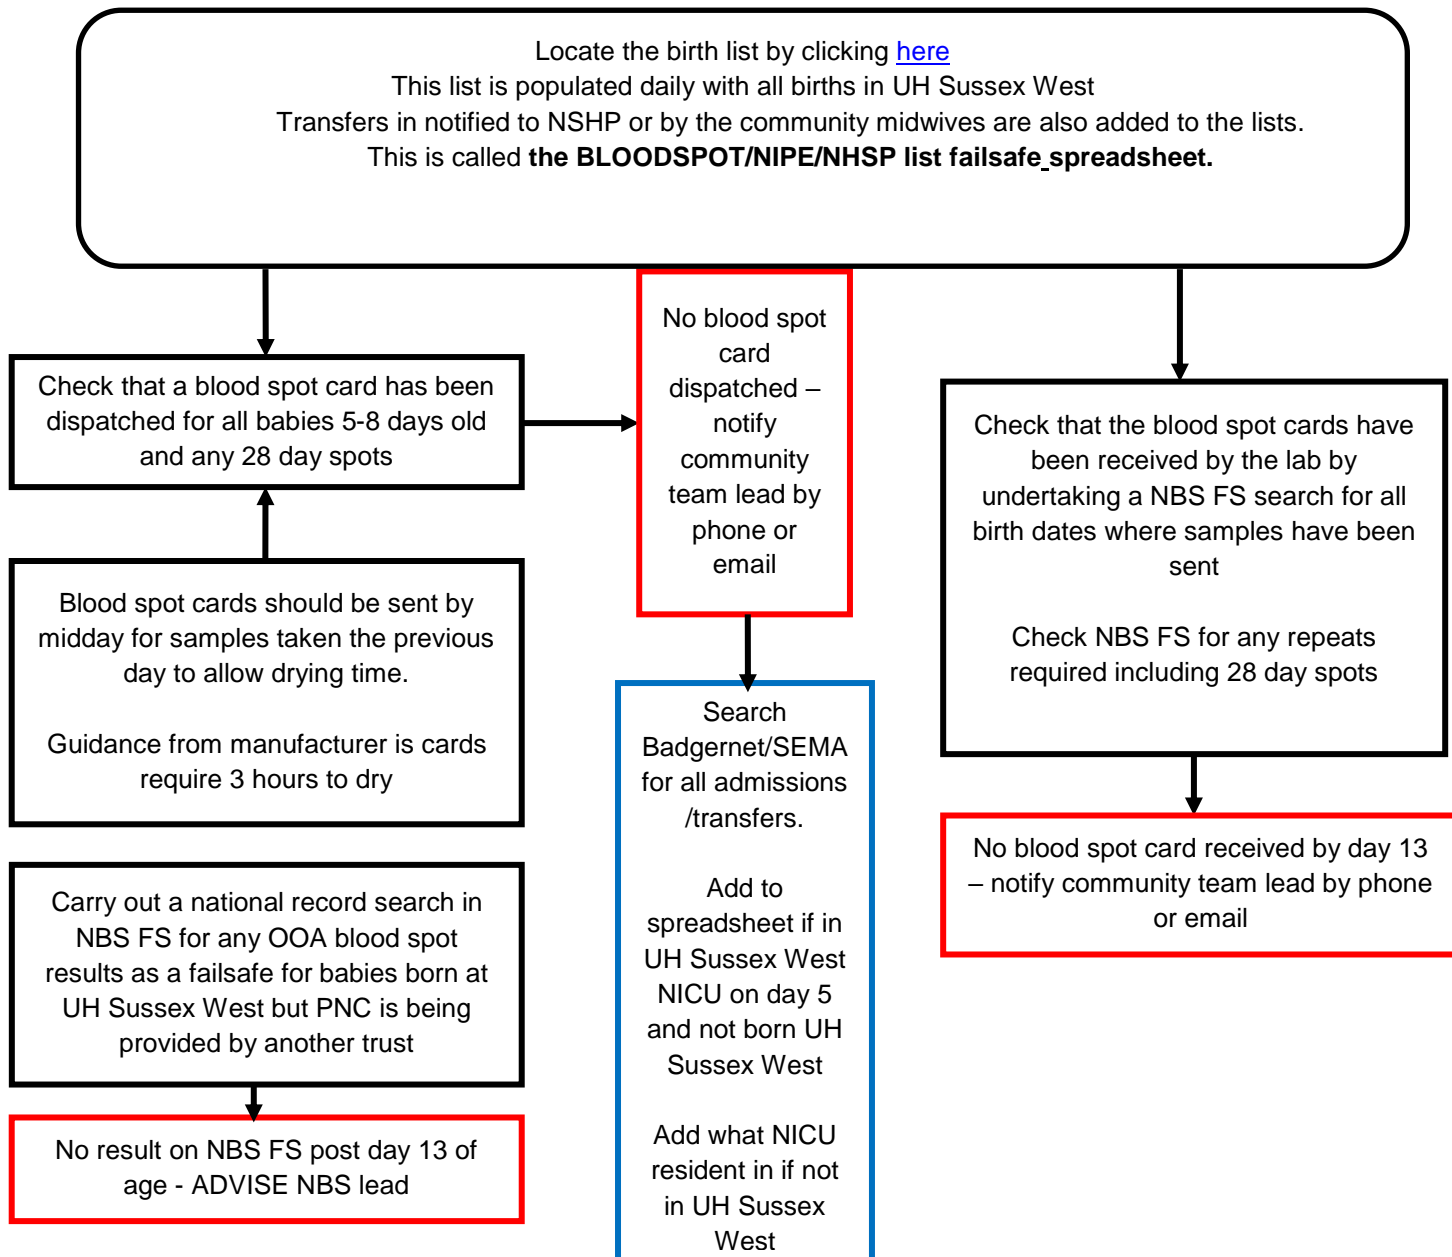 Locate the birth list by clicking here
This list is populated daily with all births in UH Sussex West
Transfers in notified to NSHP or by the community midwives are also added to the lists.
This is called the BLOODSPOT/NIPE/NHSP list failsafe spreadsheet.
Check that a blood spot card has been
dispatched for all babies 5-8 days old
and any 28 day spots
Blood spot cards should be sent by
midday for samples taken the previous
day to allow drying time.
Guidance from manufacturer is cards
require 3 hours to dry
Carry out a national record search in
NBS FS for any OOA blood spot
results as a failsafe for babies born at
UH Sussex West but PNC is being
provided by another trust
No result on NBS FS post day 13 of
age - ADVISE NBS lead
No blood spot
card
dispatched –
notify
community
team lead by
phone or
email
Search
Badgernet/SEMA
for all admissions
/transfers.
Add to
spreadsheet if in
UH Sussex West
NICU on day 5
and not born UH
Sussex West
Add what NICU
resident in if not
in UH Sussex
West
Check that the blood spot cards have
been received by the lab by
undertaking a NBS FS search for all
birth dates where samples have been
sent
Check NBS FS for any repeats
required including 28 day spots
No blood spot card received by day 13
– notify community team lead by phone
or email